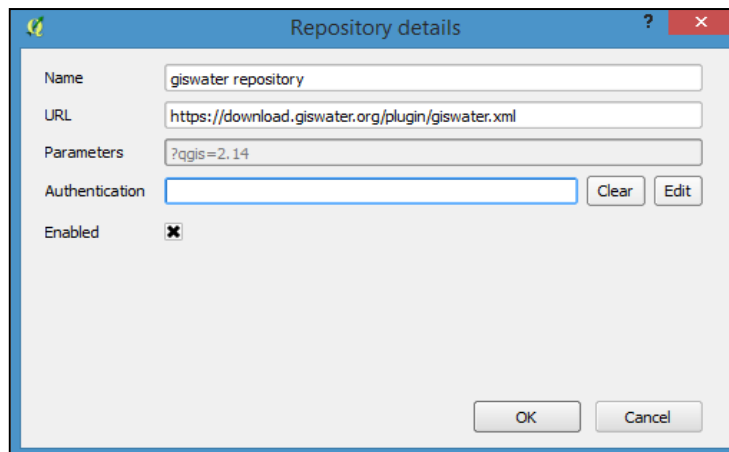 Repository details ? ×
Name giswater repository
URL https://download.giswater.org/plugin/giswater.xml
Parameters ?qgis=2.14
Authentication Clear Edit
Enabled
OK Cancel